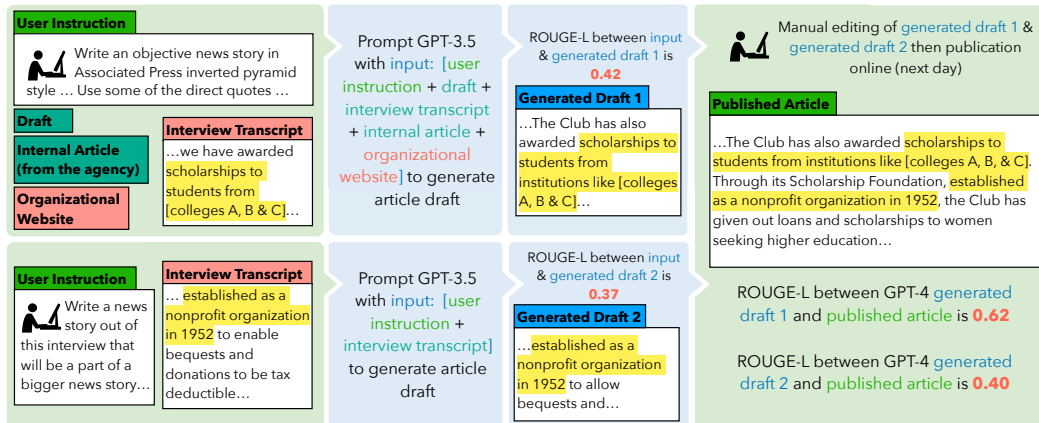 User Instruction
Write an objective news story in
Associated Press inverted pyramid
style ... Use some of the direct quotes ...
Draft
Internal Article
(from the agency)
Organizational
Website
Interview Transcript
...we have awarded
scholarships to
students from
[colleges A, B & C]...
Prompt GPT-3.5
with input: [user
instruction + draft +
interview transcript
+ internal article +
organizational
website] to generate
article draft
ROUGE-L between input
& generated draft 1 is
0.42
Generated Draft 1
...The Club has also
awarded scholarships to
students from
institutions like [colleges
A, B, & C]...
Manual editing of generated draft 1 &
generated draft 2 then publication
online (next day)
Published Article
...The Club has also awarded scholarships to
students from institutions like [colleges A, B, & C].
Through its Scholarship Foundation, established
as a nonprofit organization in 1952, the Club has
given out loans and scholarships to women
seeking higher education...
User Instruction
Write a news
story out of
this interview that
will be a part of a
bigger news story...
Interview Transcript
... established as a
nonprofit organization
in 1952 to enable
bequests and
donations to be tax
deductible...
Prompt GPT-3.5
with input: [user
instruction +
interview transcript]
to generate article
draft
ROUGE-L between input
& generated draft 2 is
0.37
Generated Draft 2
...established as a
nonprofit organization
in 1952 to allow
bequests and...
ROUGE-L between GPT-4 generated
draft 1 and published article is 0.62
ROUGE-L between GPT-4 generated
draft 2 and published article is 0.40